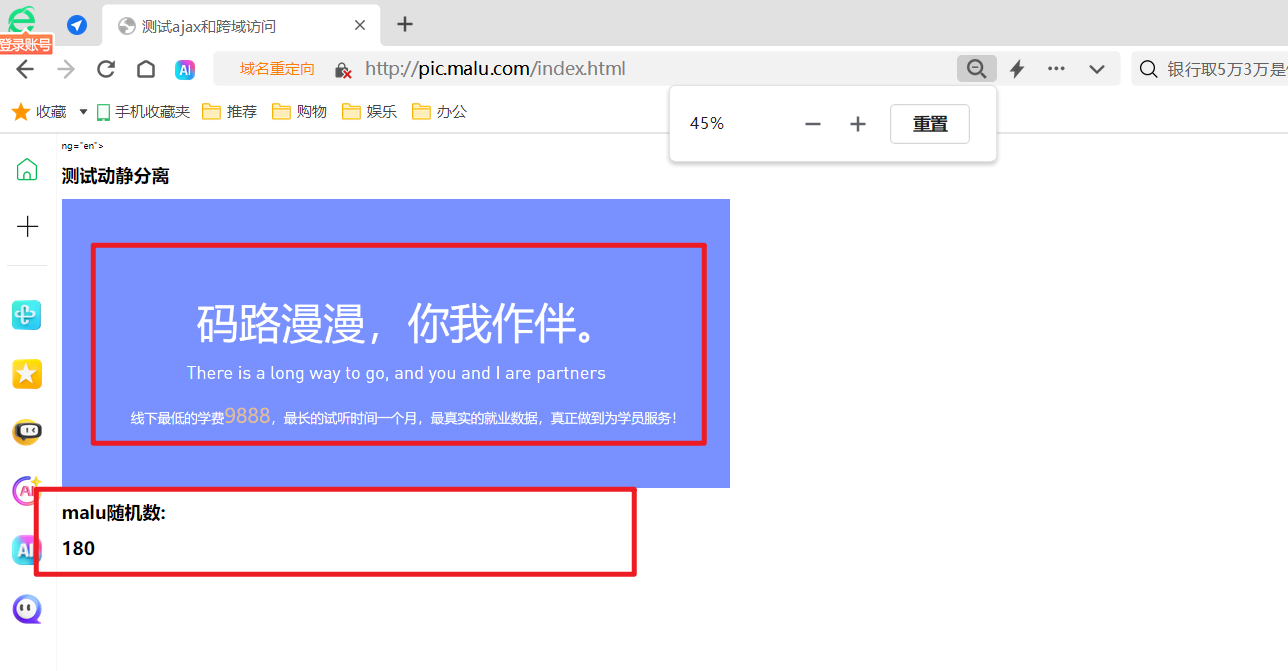 登录账号
测试ajax和跨域访问
域名重定向 http://pic.malu.com/index.html
银行取5万3万是
收藏 手机收藏夹 推荐 购物 娱乐 办公
45% 重置
ng="en">
测试动静分离
码路漫漫，你我作伴。
There is a long way to go, and you and I are partners
线下最低的学费9888，最长的试听时间一个月，最真实的就业数据，真正做到为学员服务！
malu随机数:
180
AI
AI
AI